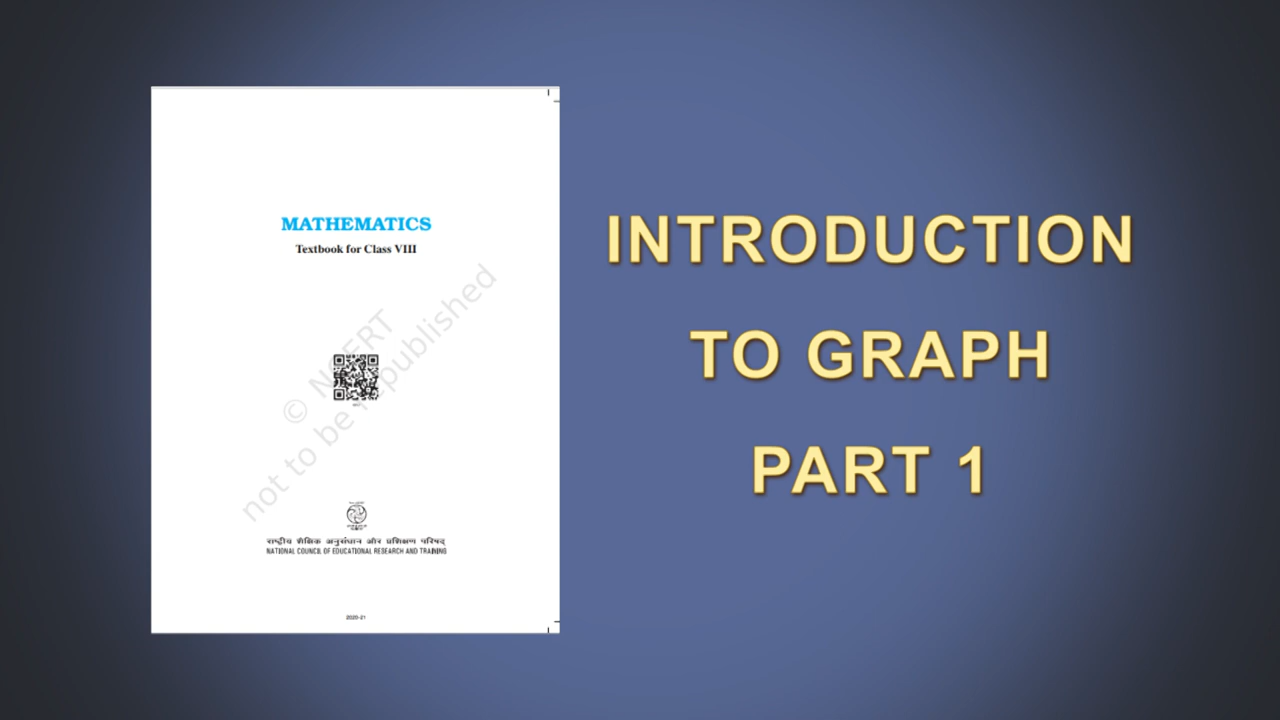 MATHEMATICS
Textbook for Class VIII
© NCERT
not to be republished
राष्ट्रीय शैक्षिक अनुसंधान और प्रशिक्षण परिषद्
NATIONAL COUNCIL OF EDUCATIONAL RESEARCH AND TRAINING
2020-21
INTRODUCTION
TO GRAPH
PART 1